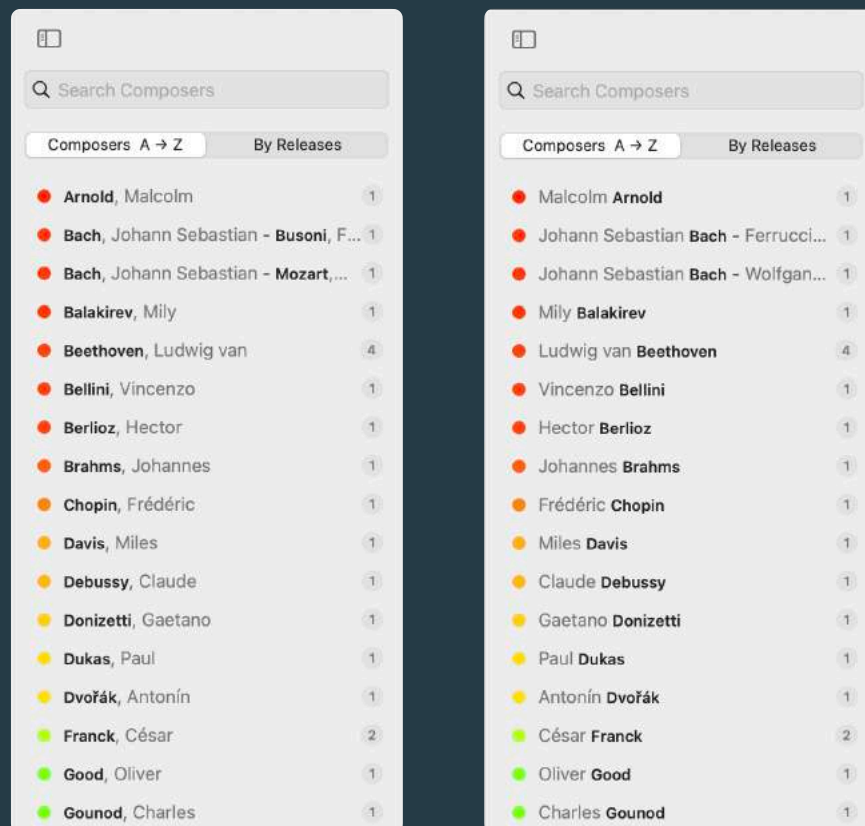 Search Composers
Composers A → Z By Releases
Arnold, Malcolm 1
Bach, Johann Sebastian - Busoni, F... 1
Bach, Johann Sebastian - Mozart,... 1
Balakirev, Mily 1
Beethoven, Ludwig van 4
Bellini, Vincenzo 1
Berlioz, Hector 1
Brahms, Johannes 1
Chopin, Frédéric 1
Davis, Miles 1
Debussy, Claude 1
Donizetti, Gaetano 1
Dukas, Paul 1
Dvořák, Antonín 1
Franck, César 2
Good, Oliver 1
Gounod, Charles 1
Search Composers
Composers A → Z By Releases
Malcolm Arnold 1
Johann Sebastian Bach - Ferrucci... 1
Johann Sebastian Bach - Wolfgan... 1
Mily Balakirev 1
Ludwig van Beethoven 4
Vincenzo Bellini 1
Hector Berlioz 1
Johannes Brahms 1
Frédéric Chopin 1
Miles Davis 1
Claude Debussy 1
Gaetano Donizetti 1
Paul Dukas 1
Antonín Dvořák 1
César Franck 2
Oliver Good 1
Charles Gounod 1